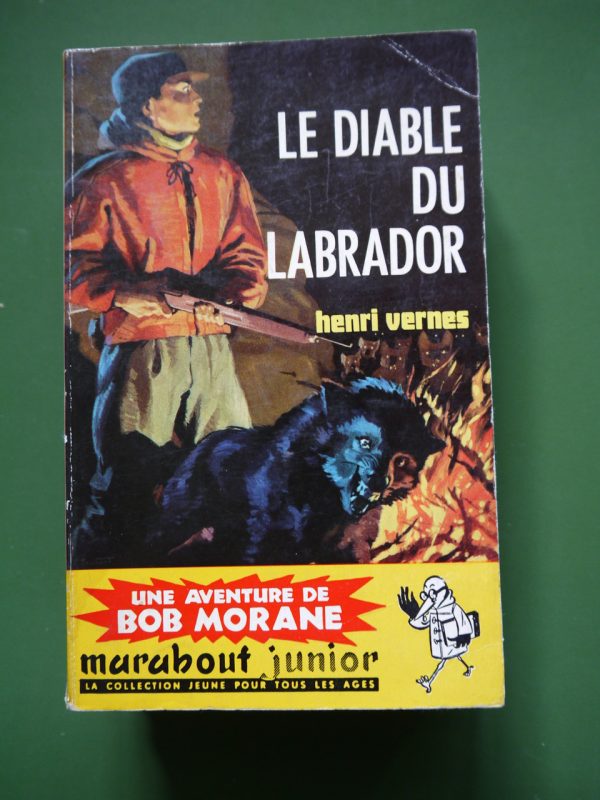 LE DIABLE
DU
LABRADOR
henri vernes
UNE AVENTURE DE
BOB MORANE
marabout junior
LA COLLECTION JEUNE POUR TOUS LES AGES